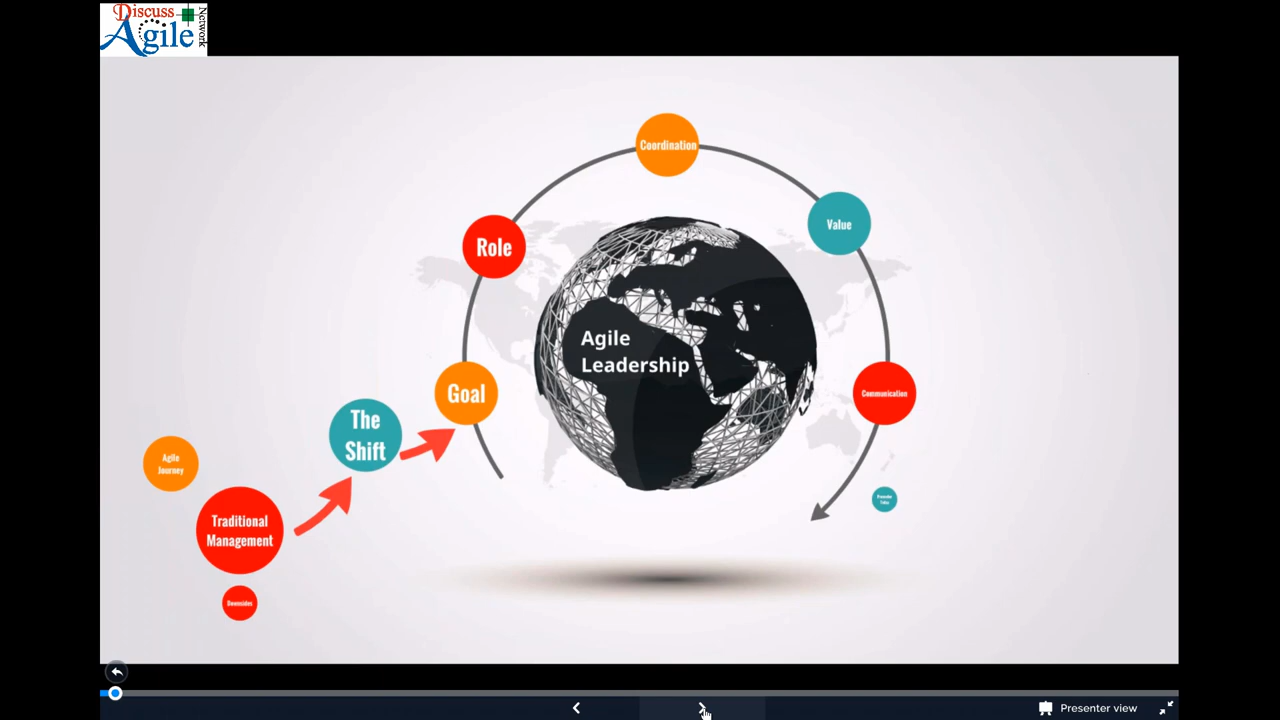 Discuss
Agile
Network
Coordination
Value
Role
Agile
Leadership
Goal
Communication
The
Shift
Agile
Journey
Traditional
Management
Downsides
Presenter view